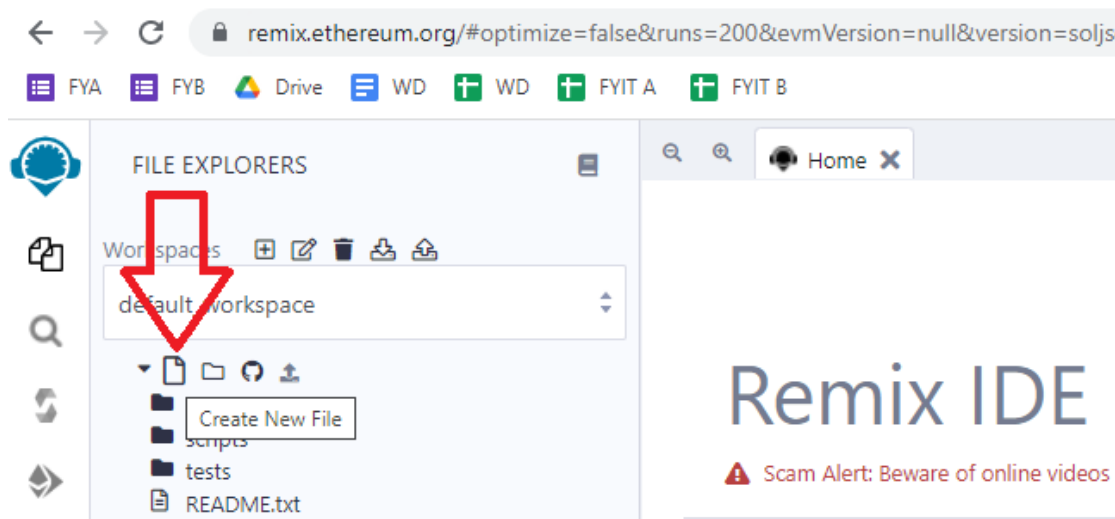 remix.ethereum.org/#optimize=false&runs=200&evmVersion=null&version=soljs
FYA FYB Drive WD WD FYIT A FYIT B
FILE EXPLORERS
Home
Workspaces
default_workspace
Create New File
scripts
tests
README.txt
Remix IDE
Scam Alert: Beware of online videos